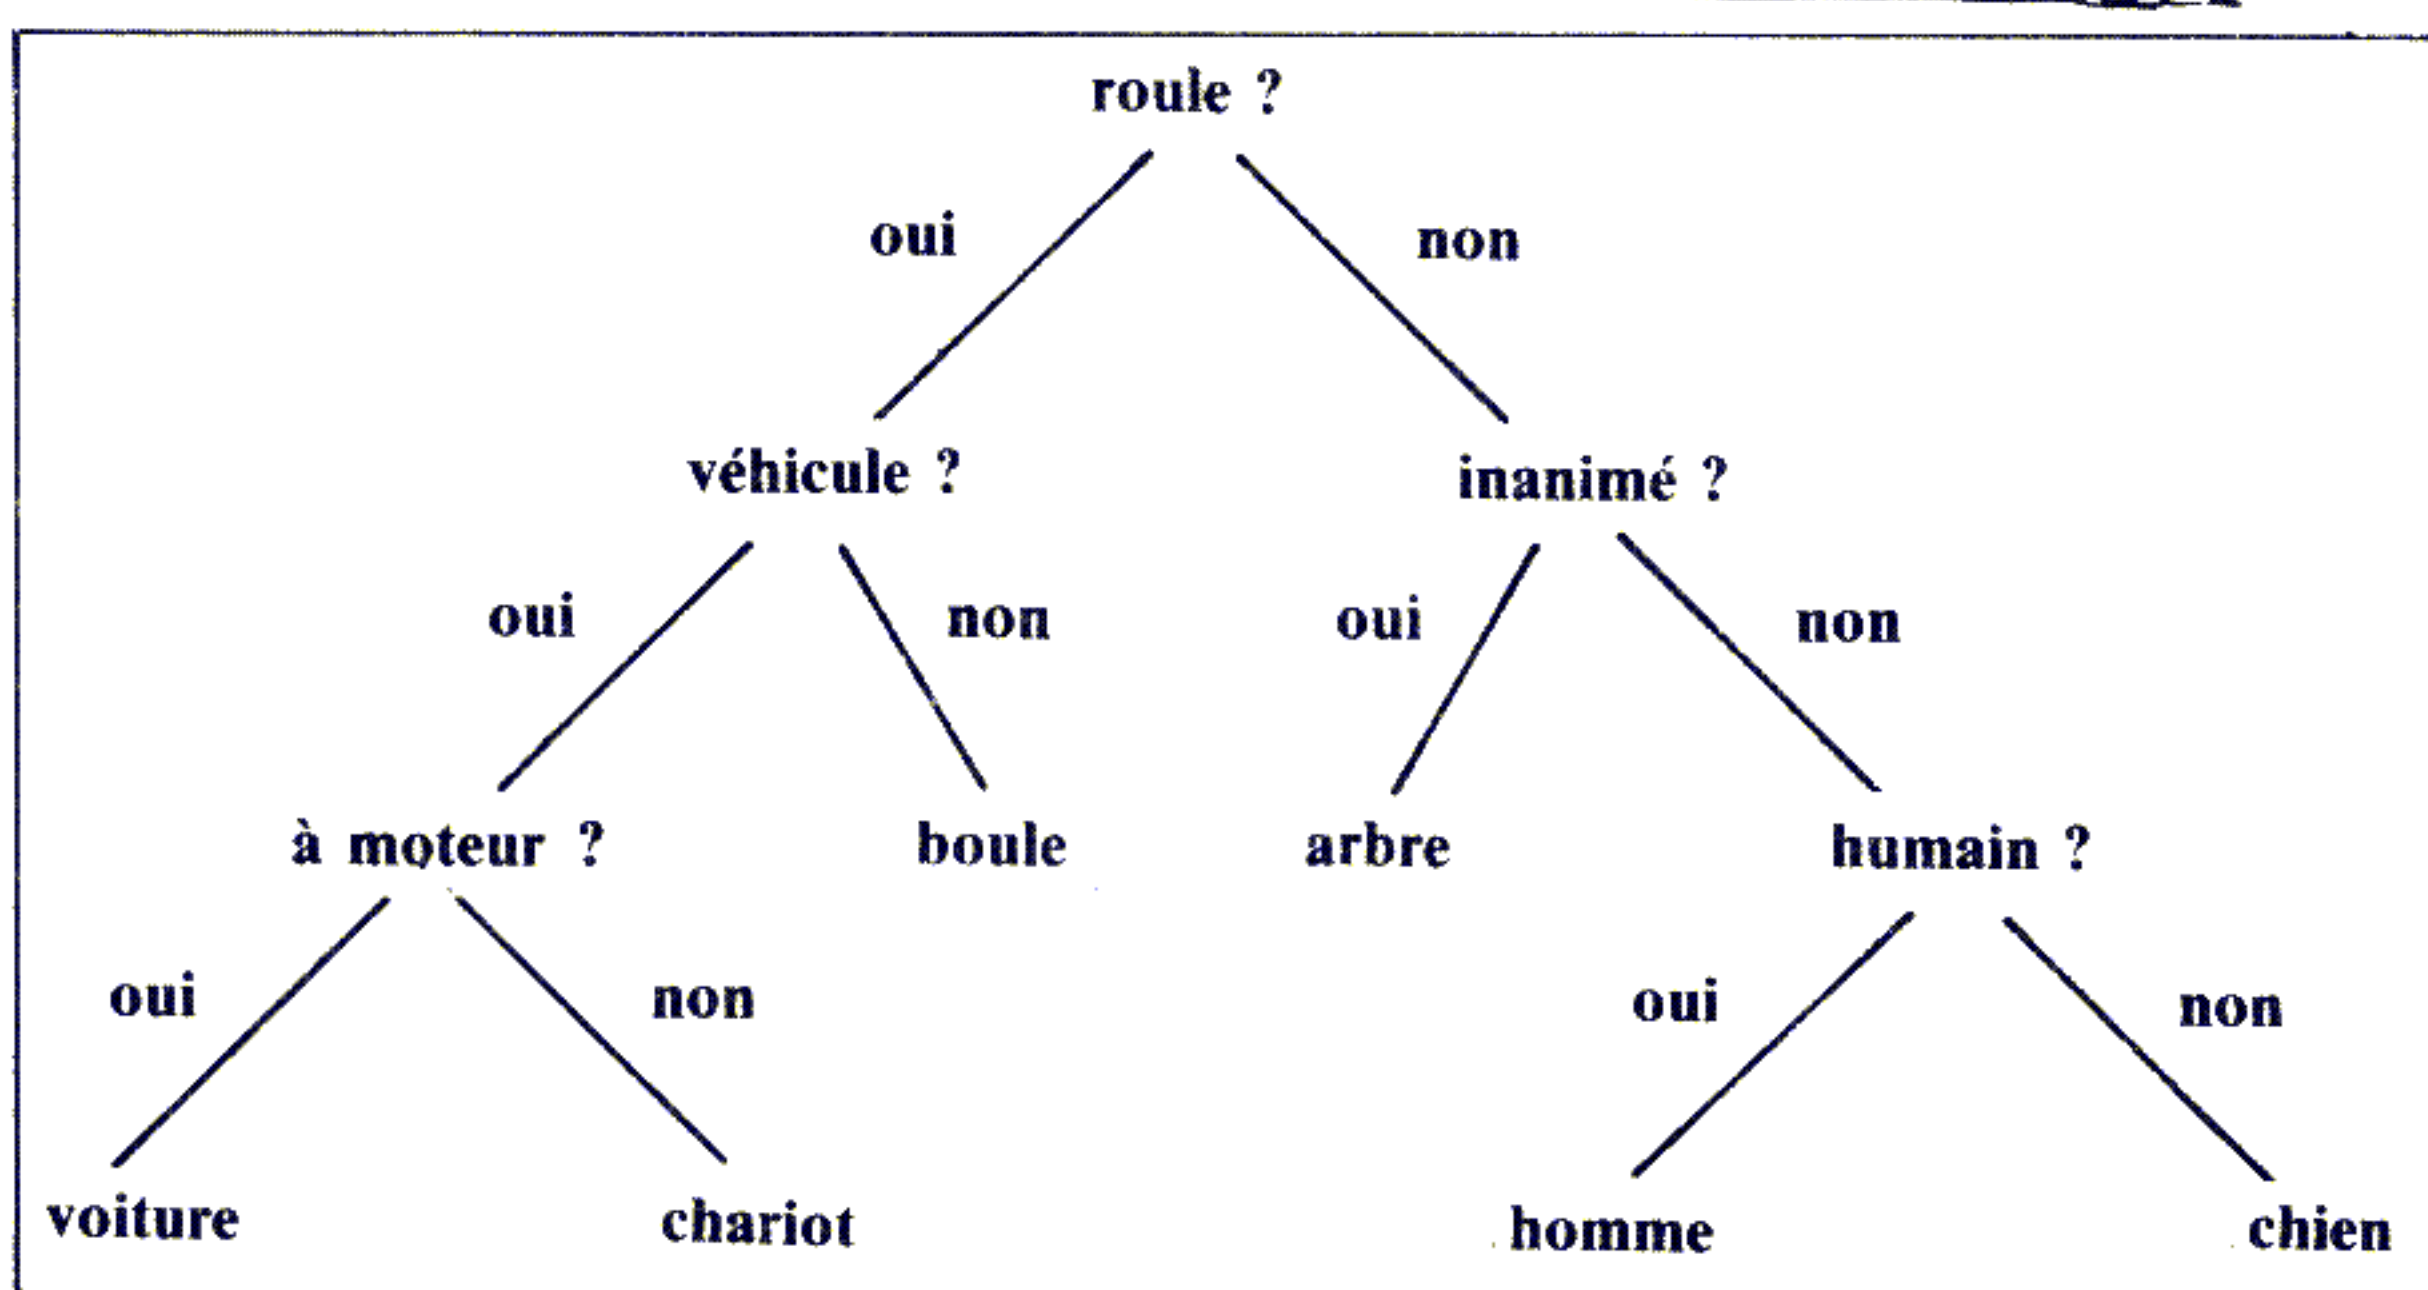 roule ?
oui non
véhicule ? inanimé ?
oui non oui non
à moteur ? boule arbre humain ?
oui non oui non
voiture chariot homme chien